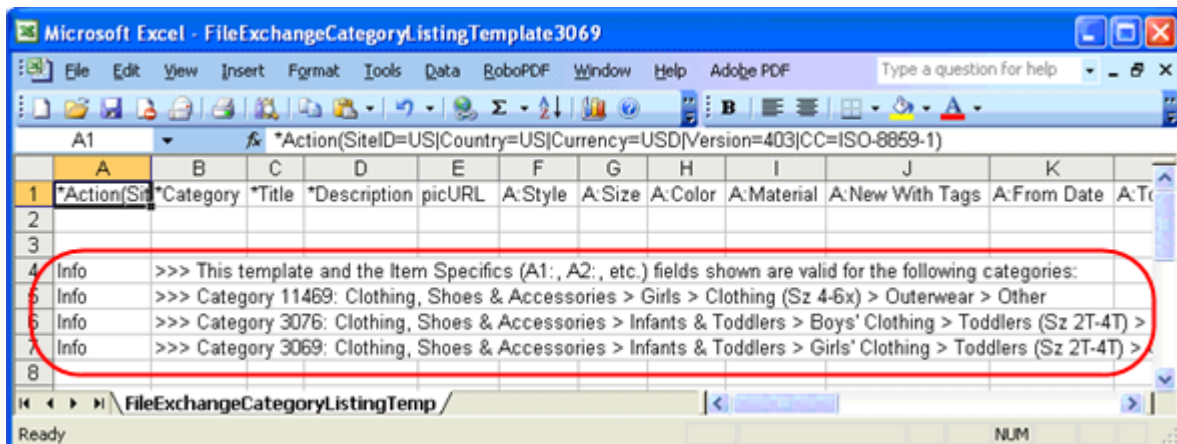 Microsoft Excel - FileExchangeCategoryListingTemplate3069
File Edit View Insert Format Tools Data RoboPDF Window Help Adobe PDF Type a question for help
Σ B A
A1 fx *Action(SiteID=US|Country=US|Currency=USD|Version=403|CC=ISO-8859-1)
A B C D E F G H I J K
1 *Action(Sit *Category *Title *Description picURL A:Style A:Size A:Color A:Material A:New With Tags A:From Date A:To
2
3
4 Info >>> This template and the Item Specifics (A1:, A2:, etc.) fields shown are valid for the following categories:
5 Info >>> Category 11469: Clothing, Shoes & Accessories > Girls > Clothing (Sz 4-6x) > Outerwear > Other
6 Info >>> Category 3076: Clothing, Shoes & Accessories > Infants & Toddlers > Boys' Clothing > Toddlers (Sz 2T-4T) >
7 Info >>> Category 3069: Clothing, Shoes & Accessories > Infants & Toddlers > Girls' Clothing > Toddlers (Sz 2T-4T) >
8
FileExchangeCategoryListingTemp
Ready NUM